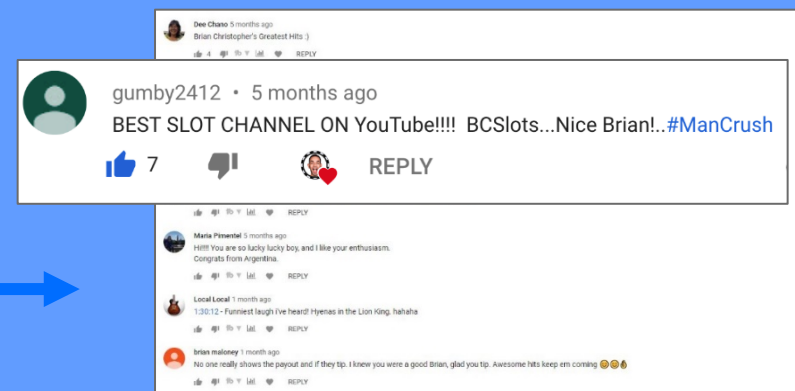 Dee Chano 5 months ago
Brian Christopher's Greatest Hits :)
4 REPLY
gumby2412 • 5 months ago
BEST SLOT CHANNEL ON YouTube!!!! BCSlots...Nice Brian!..#ManCrush
7 REPLY
REPLY
Maria Pimentel 5 months ago
Hi!!!! You are so lucky lucky boy, and I like your enthusiasm.
Congrats from Argentina.
REPLY
Local Local 1 month ago
1:30:12 - Funniest laugh i've heard! Hyenas in the Lion King, hahaha
REPLY
brian maloney 1 month ago
No one really shows the payout and if they tip. I knew you were a good Brian, glad you tip. Awesome hits keep em coming
REPLY